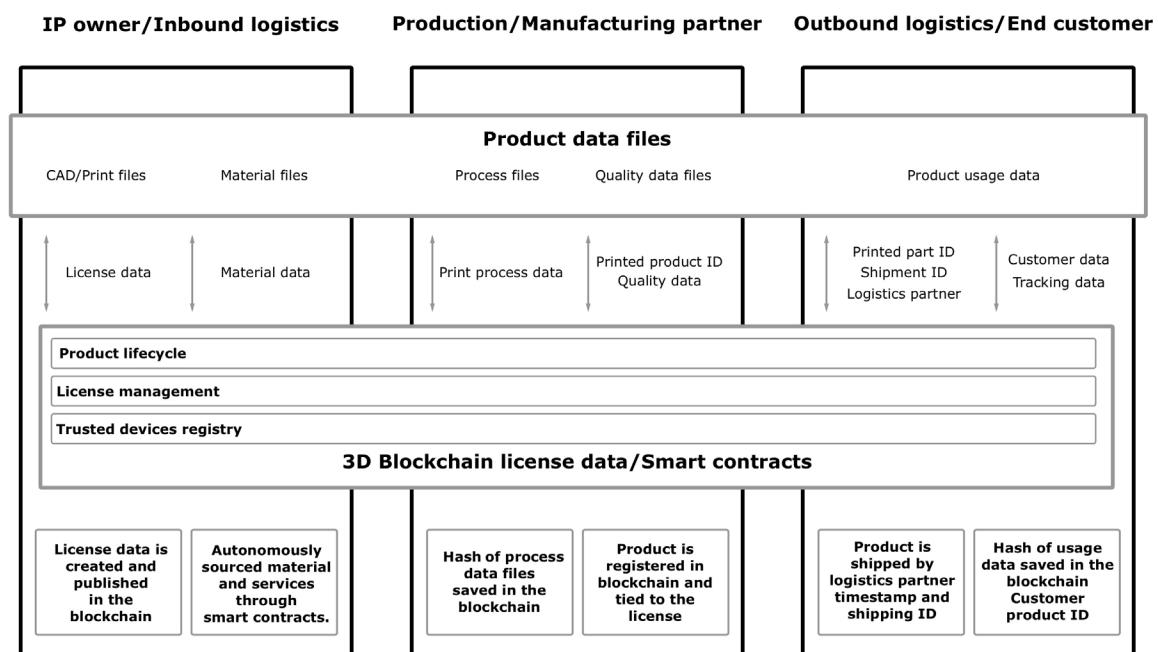 IP owner/Inbound logistics
Production/Manufacturing partner
Outbound logistics/End customer
Product data files
CAD/Print files
Material files
Process files
Quality data files
Product usage data
License data
Material data
Print process data
Printed product ID
Quality data
Printed part ID
Shipment ID
Logistics partner
Customer data
Tracking data
Product lifecycle
License management
Trusted devices registry
3D Blockchain license data/Smart contracts
License data is
created and
published
in the
blockchain
Autonomously
sourced material
and services
through
smart contracts.
Hash of process
data files
saved in the
blockchain
Product is
registered in
blockchain and
tied to the
license
Product is
shipped by
logistics partner
timestamp and
shipping ID
Hash of usage
data saved in the
blockchain
Customer
product ID